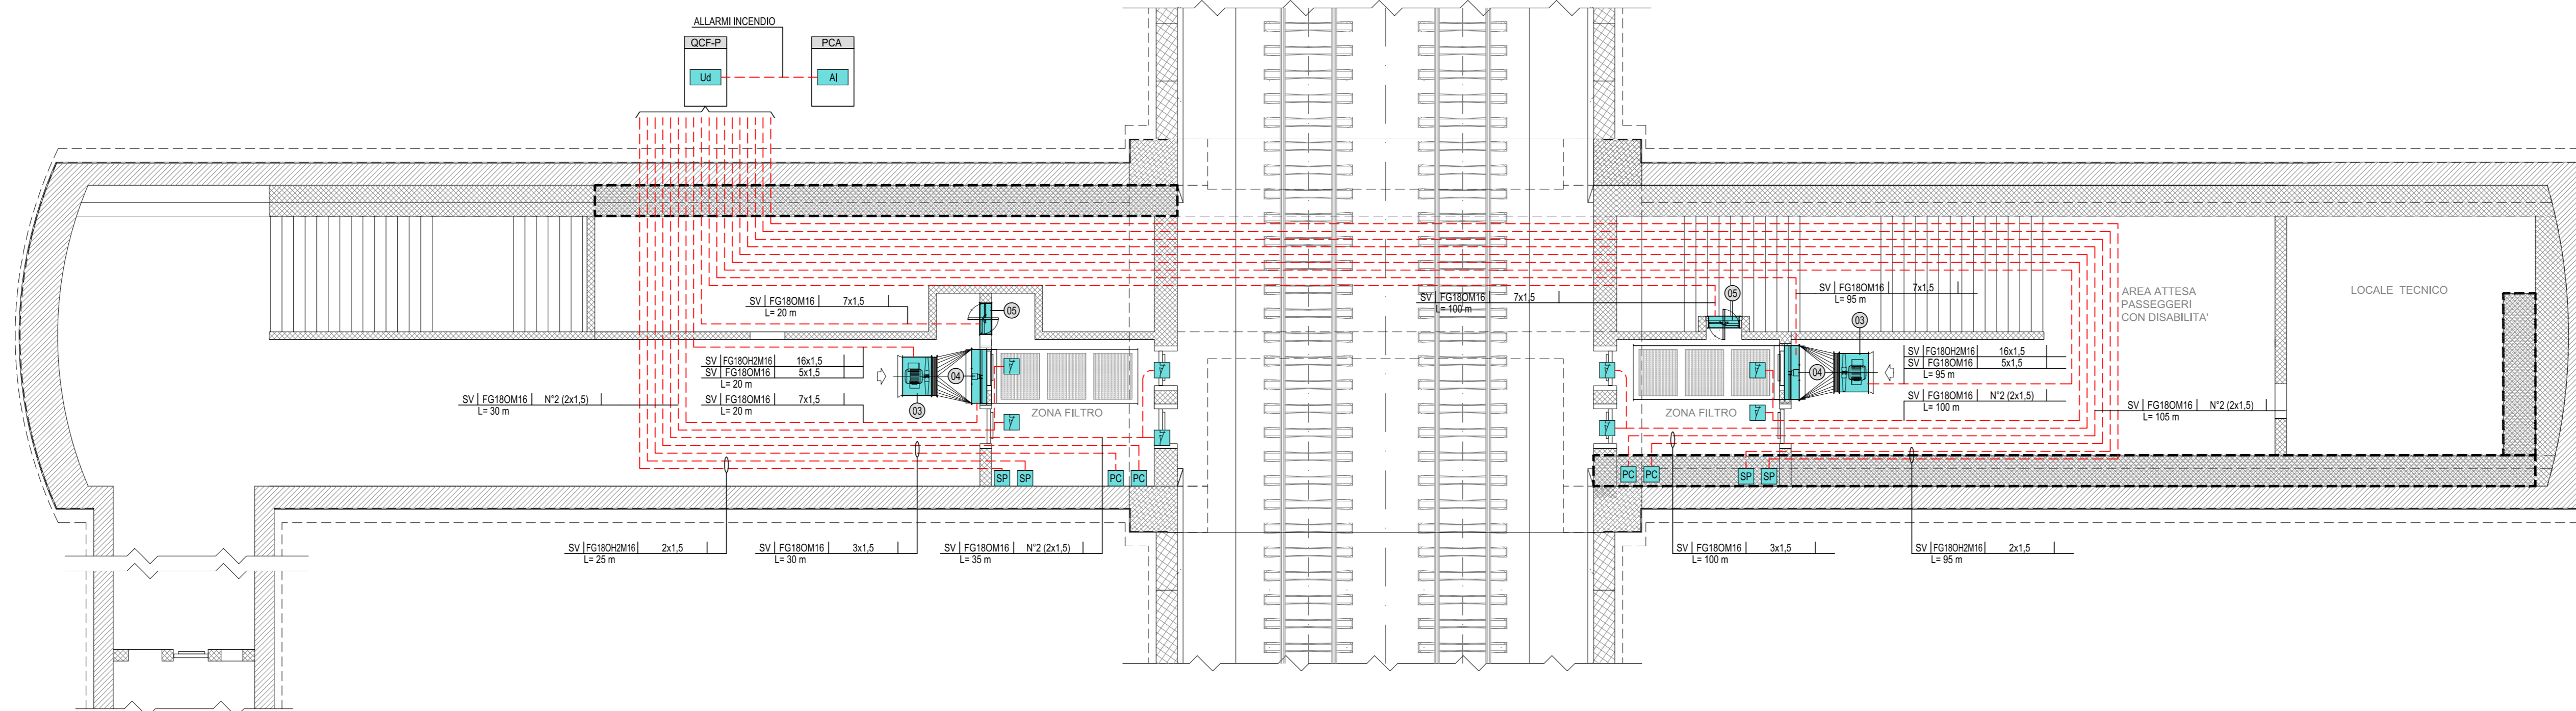 ALLARMI INCENDIO
QCF-P
PCA
Ud
AI
SV FG18OM16 7x1,5
L= 20 m
05
SV FG18OH2M16 16x1,5
SV FG18OM16 5x1,5
L= 20 m
04
03
SV FG18OM16 N°2 (2x1,5)
L= 30 m
SV FG18OM16 7x1,5
L= 20 m
ZONA FILTRO
SP
SP
PC
PC
SV FG18OH2M16 2x1,5
L= 25 m
SV FG18OM16 3x1,5
L= 30 m
SV FG18OM16 N°2 (2x1,5)
L= 35 m
SV FG18OM16 7x1,5
L= 100 m
05
SV FG18OM16 7x1,5
L= 95 m
03
04
SV FG18OH2M16 16x1,5
SV FG18OM16 5x1,5
L= 95 m
SV FG18OM16 N°2 (2x1,5)
L= 100 m
SV FG18OM16 N°2 (2x1,5)
L= 105 m
AREA ATTESA
PASSEGGERI
CON DISABILITA'
LOCALE TECNICO
ZONA FILTRO
PC
PC
SP
SP
SV FG18OM16 3x1,5
L= 100 m
SV FG18OH2M16 2x1,5
L= 95 m